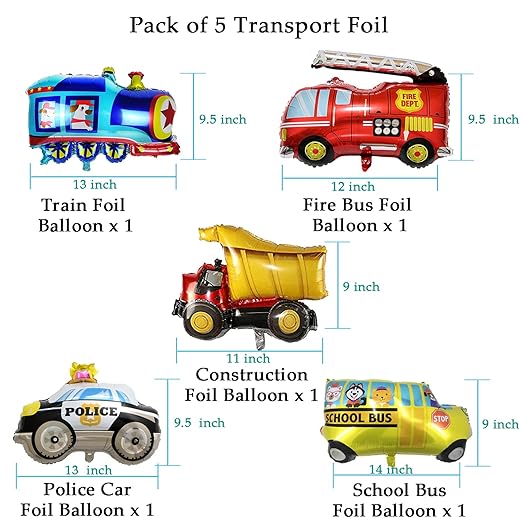 Pack of 5 Transport Foil
9.5 inch
13 inch
Train Foil
Balloon x 1
FIRE
DEPT.
9.5 inch
12 inch
Fire Bus Foil
Balloon x 1
9 inch
11 inch
Construction
Foil Balloon x 1
POLICE
9.5 inch
13 inch
Police Car
Foil Balloon x 1
SCHOOL BUS
STOP
9 inch
14 inch
School Bus
Foil Balloon x 1